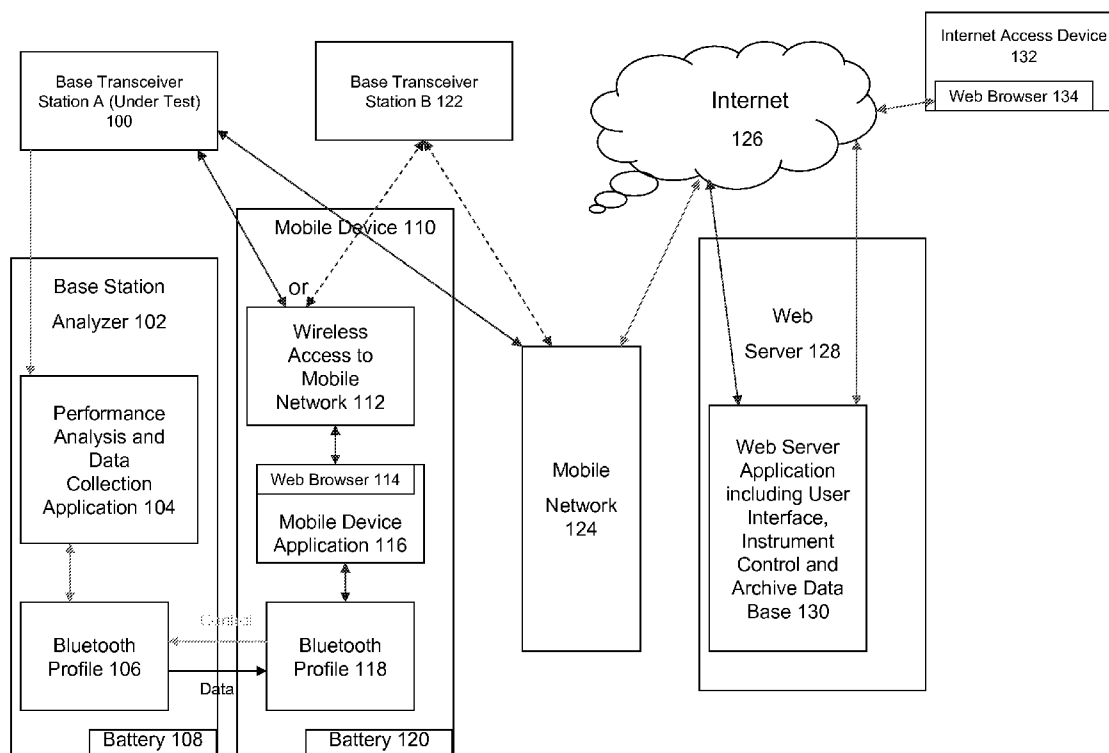 Base Transceiver
Station A (Under Test)
100
Base Transceiver
Station B 122
Internet
126
Internet Access Device
132
Web Browser 134
Mobile Device 110
or
Base Station
Analyzer 102
Wireless
Access to
Mobile
Network 112
Web
Server 128
Performance
Analysis and
Data
Collection
Application 104
Web Browser 114
Mobile Device
Application 116
Mobile
Network
124
Web Server
Application
including User
Interface,
Instrument
Control and
Archive Data
Base 130
Control
Bluetooth
Profile 106
Data
Bluetooth
Profile 118
Battery 108
Battery 120